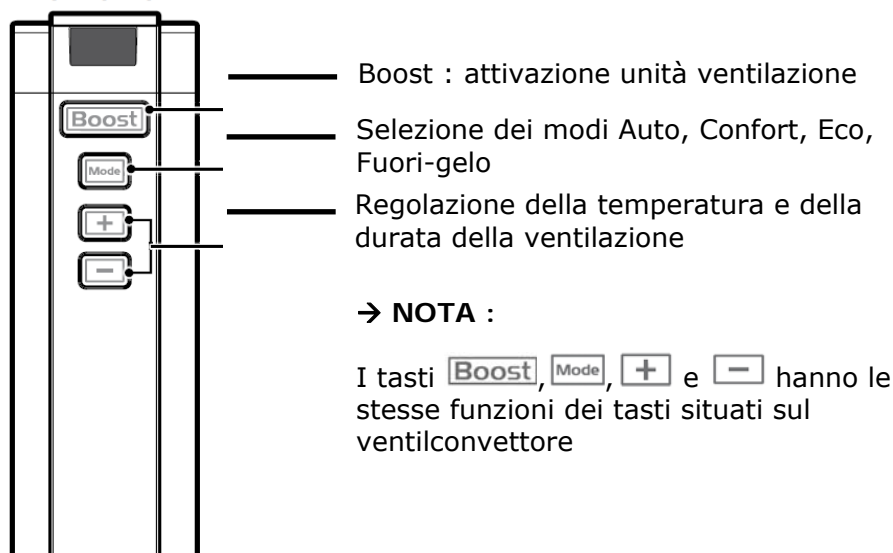 Boost : attivazione unità ventilazione
Boost
Selezione dei modi Auto, Confort, Eco,
Fuori-gelo
Mode
Regolazione della temperatura e della
durata della ventilazione
+
−
→ NOTA :
I tasti Boost, Mode, + e − hanno le
stesse funzioni dei tasti situati sul
ventilconvettore